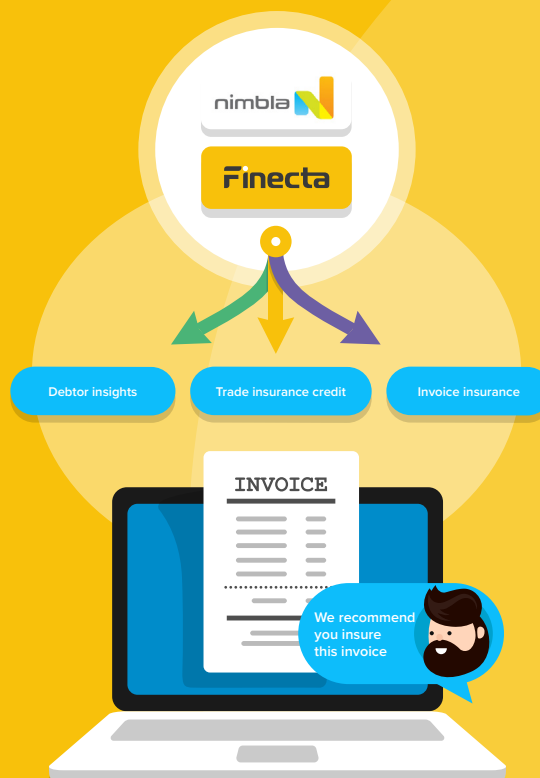 nimbla
Finecta
Debtor insights
Trade insurance credit
Invoice insurance
INVOICE
We recommend
you insure
this invoice